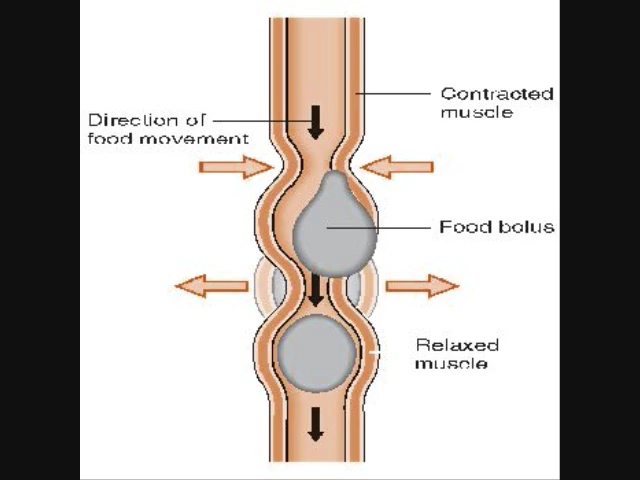 Contracted
muscle
Direction of
food movement
Food bolus
Relaxed
muscle